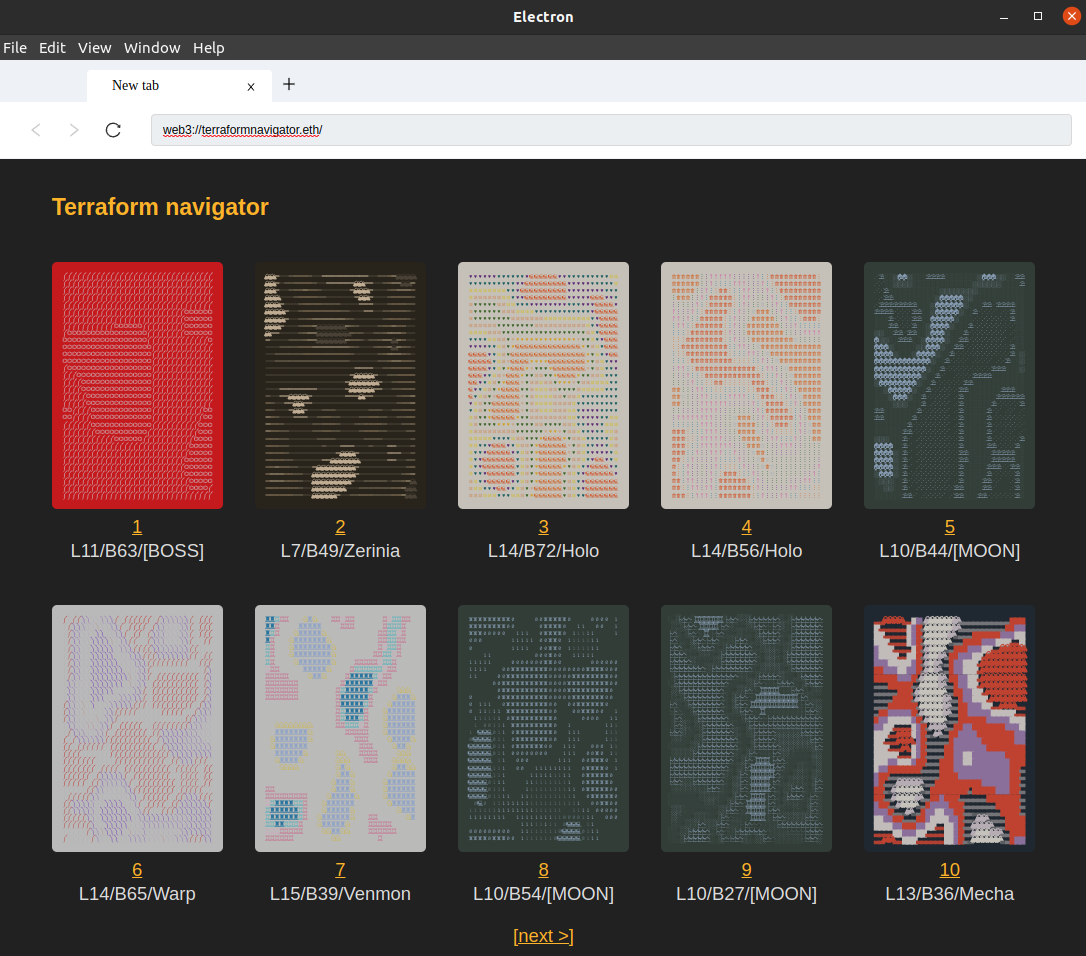 Electron
File Edit View Window Help
New tab x +
web3://terraformnavigator.eth/
Terraform navigator
1 2 3 4 5
L11/B63/[BOSS] L7/B49/Zerinia L14/B72/Holo L14/B56/Holo L10/B44/[MOON]
6 7 8 9 10
L14/B65/Warp L15/B39/Venmon L10/B54/[MOON] L10/B27/[MOON] L13/B36/Mecha
[next >]